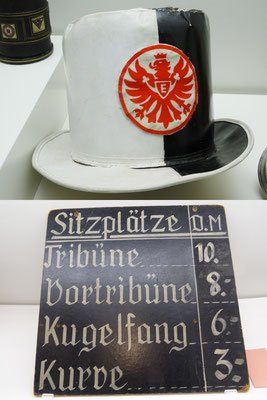 E
Sitzplätze D.M
Tribüne 10.-
Vortribüne 8.-
Kugelfang 6.-
Kurve 3.-